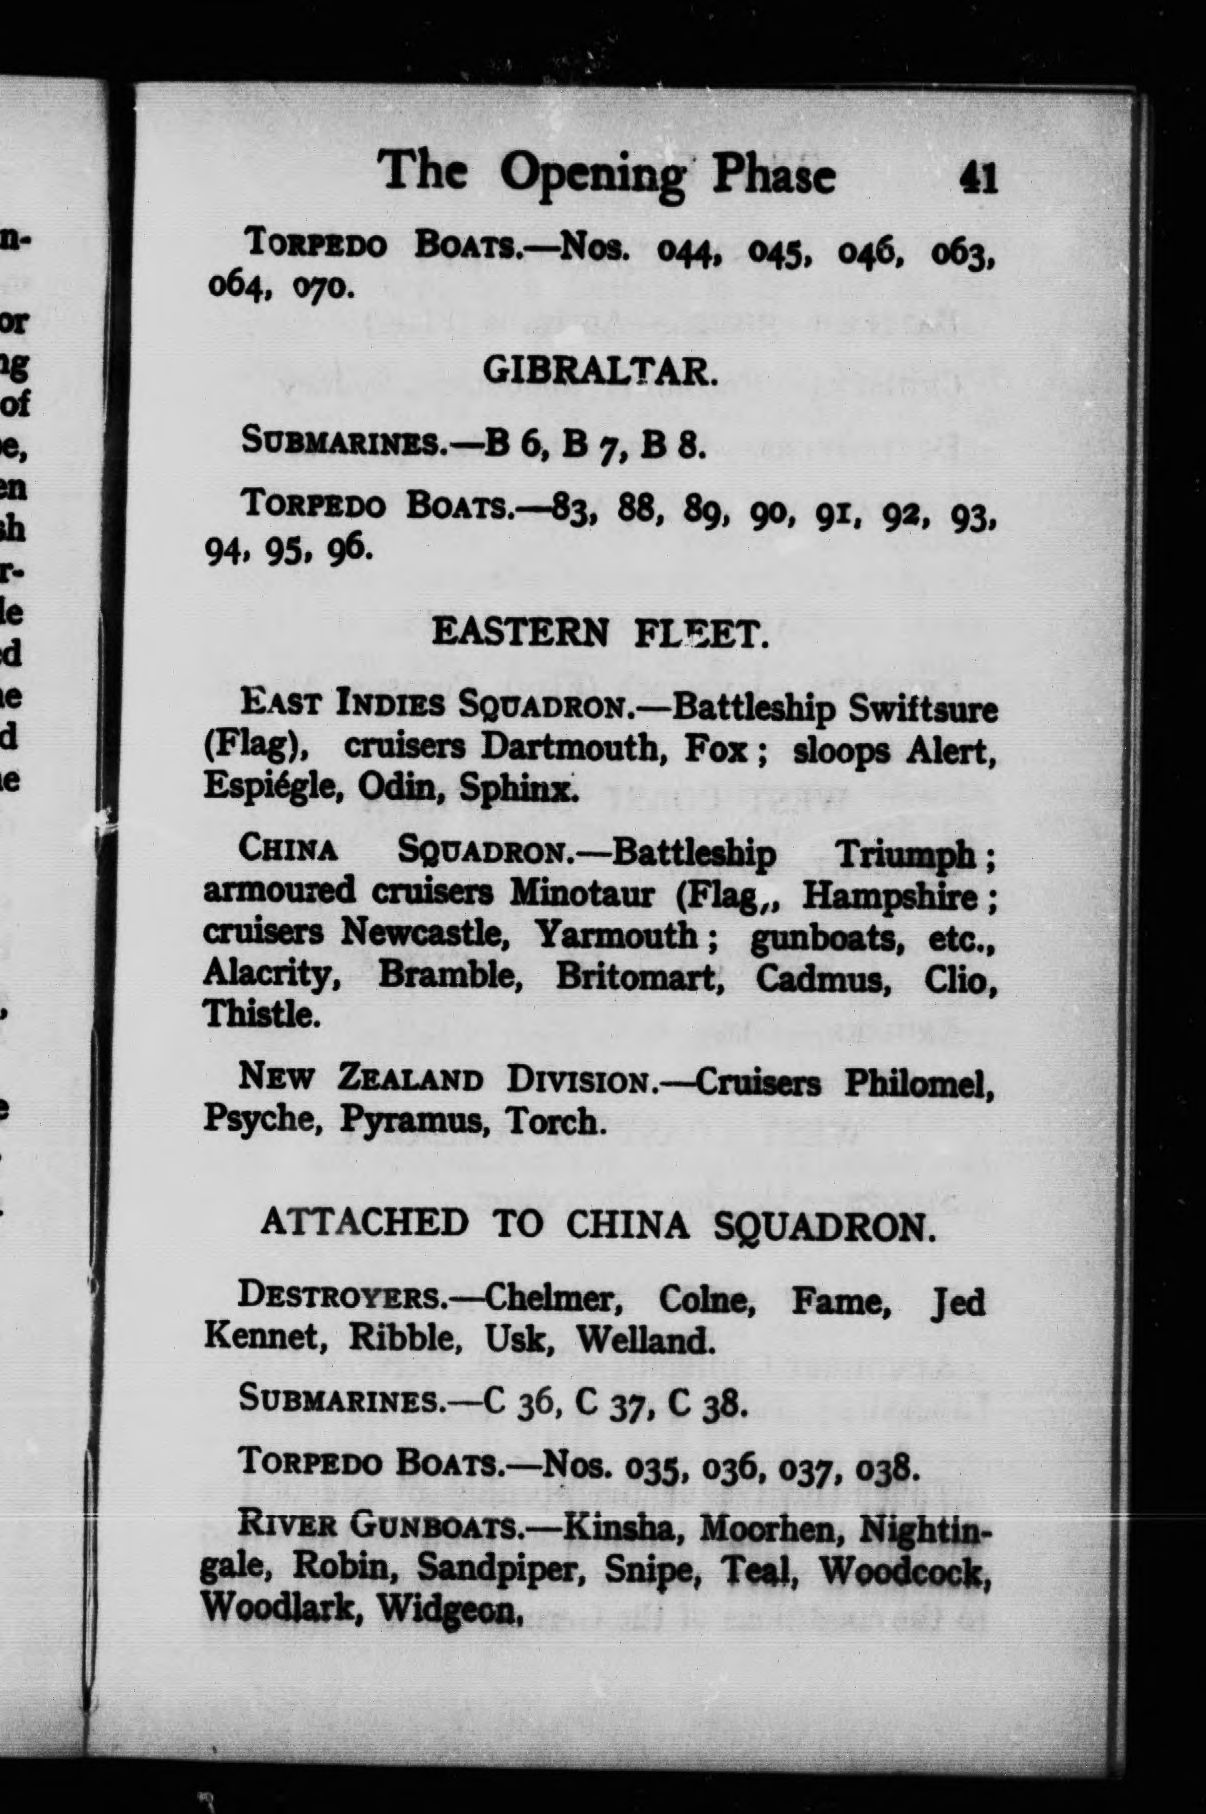 The Opening Phase 41
TORPEDO BOATS.—Nos. 044, 045, 046, 063,
064, 070.
GIBRALTAR.
SUBMARINES.—B 6, B 7, B 8.
TORPEDO BOATS.—83, 88, 89, 90, 91, 92, 93,
94, 95, 96.
EASTERN FLEET.
EAST INDIES SQUADRON.—Battleship Swiftsure
(Flag), cruisers Dartmouth, Fox; sloops Alert,
Espiégle, Odin, Sphinx.
CHINA SQUADRON.—Battleship Triumph;
armoured cruisers Minotaur (Flag,, Hampshire;
cruisers Newcastle, Yarmouth; gunboats, etc.,
Alacrity, Bramble, Britomart, Cadmus, Clio,
Thistle.
NEW ZEALAND DIVISION.—Cruisers Philomel,
Psyche, Pyramus, Torch.
ATTACHED TO CHINA SQUADRON.
DESTROYERS.—Chelmer, Colne, Fame, Jed
Kennet, Ribble, Usk, Welland.
SUBMARINES.—C 36, C 37, C 38.
TORPEDO BOATS.—Nos. 035, 036, 037, 038.
RIVER GUNBOATS.—Kinsha, Moorhen, Nightin-
gale, Robin, Sandpiper, Snipe, Teal, Woodcock,
Woodlark, Widgeon,